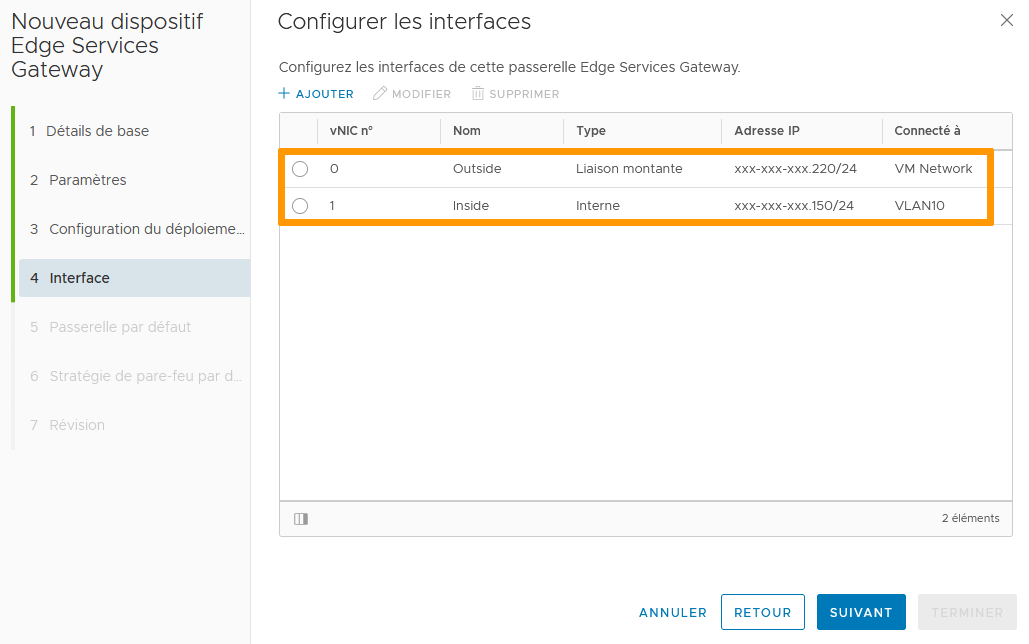 Nouveau dispositif
Edge Services
Gateway
1 Détails de base
2 Paramètres
3 Configuration du déploieme...
4 Interface
5 Passerelle par défaut
6 Stratégie de pare-feu par d...
7 Révision
Configurer les interfaces
Configurez les interfaces de cette passerelle Edge Services Gateway.
+ AJOUTER MODIFIER SUPPRIMER
vNIC n° Nom Type Adresse IP Connecté à
0 Outside Liaison montante xxx-xxx-xxx.220/24 VM Network
1 Inside Interne xxx-xxx-xxx.150/24 VLAN10
2 éléments
ANNULER RETOUR SUIVANT TERMINER